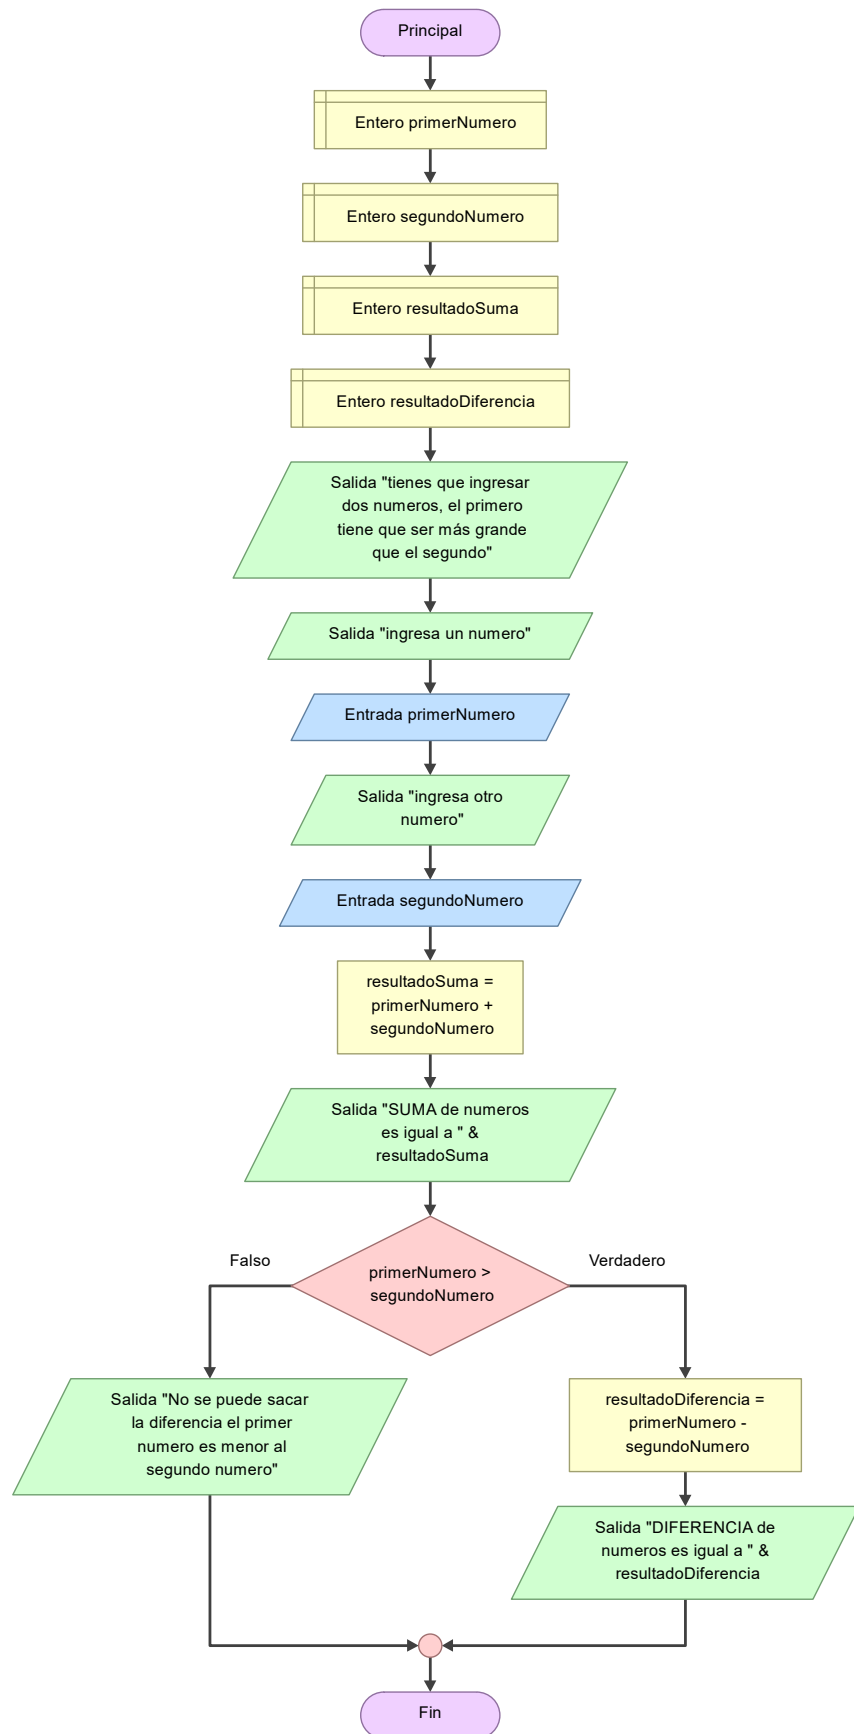 Principal
Entero primerNumero
Entero segundoNumero
Entero resultadoSuma
Entero resultadoDiferencia
Salida "tienes que ingresar
dos numeros, el primero
tiene que ser más grande
que el segundo"
Salida "ingresa un numero"
Entrada primerNumero
Salida "ingresa otro
numero"
Entrada segundoNumero
resultadoSuma =
primerNumero +
segundoNumero
Salida "SUMA de numeros
es igual a " &
resultadoSuma
primerNumero >
segundoNumero
Falso
Verdadero
Salida "No se puede sacar
la diferencia el primer
numero es menor al
segundo numero"
resultadoDiferencia =
primerNumero -
segundoNumero
Salida "DIFERENCIA de
numeros es igual a " &
resultadoDiferencia
Fin